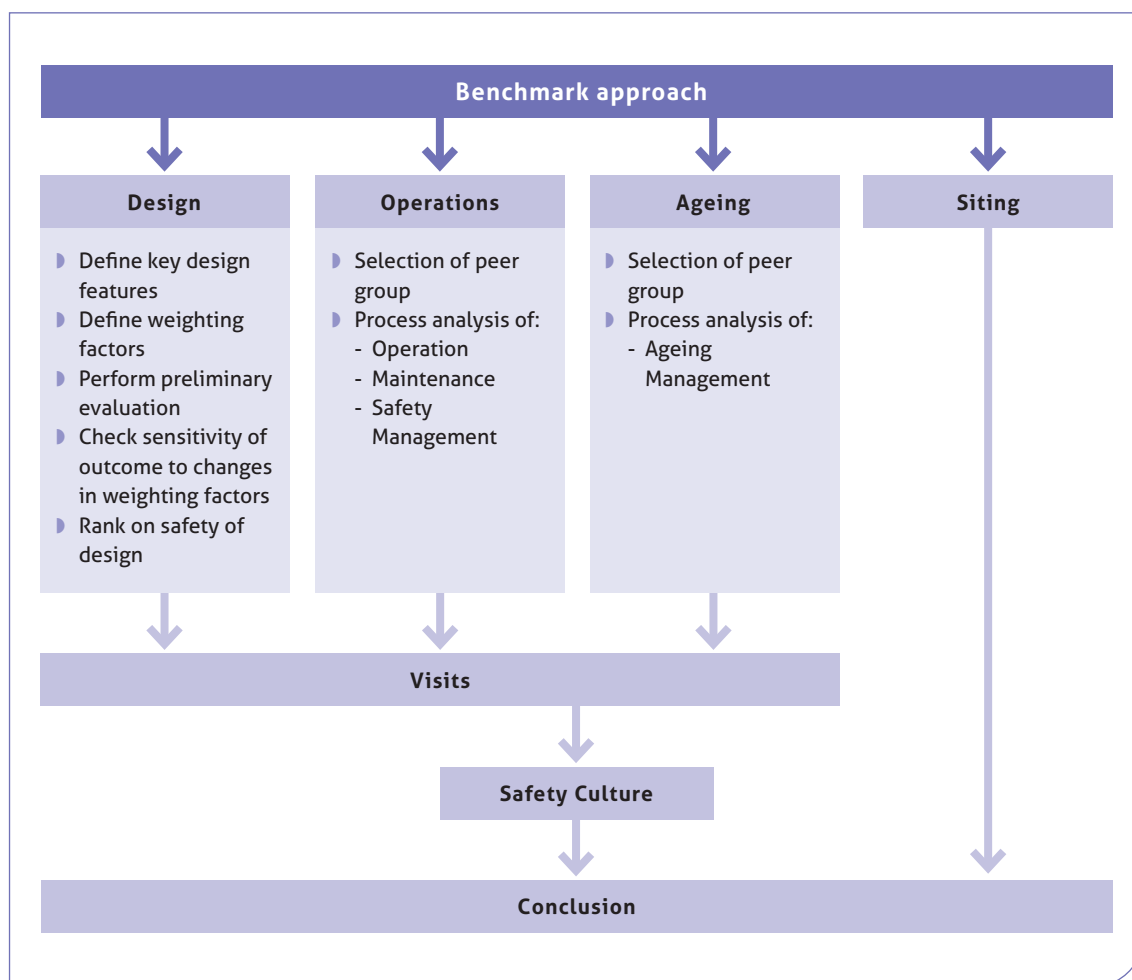 Benchmark approach
Design
Define key design
features
Define weighting
factors
Perform preliminary
evaluation
Check sensitivity of
outcome to changes
in weighting factors
Rank on safety of
design
Operations
Selection of peer
group
Process analysis of:
- Operation
- Maintenance
- Safety
Management
Ageing
Selection of peer
group
Process analysis of:
- Ageing
Management
Siting
Visits
Safety Culture
Conclusion